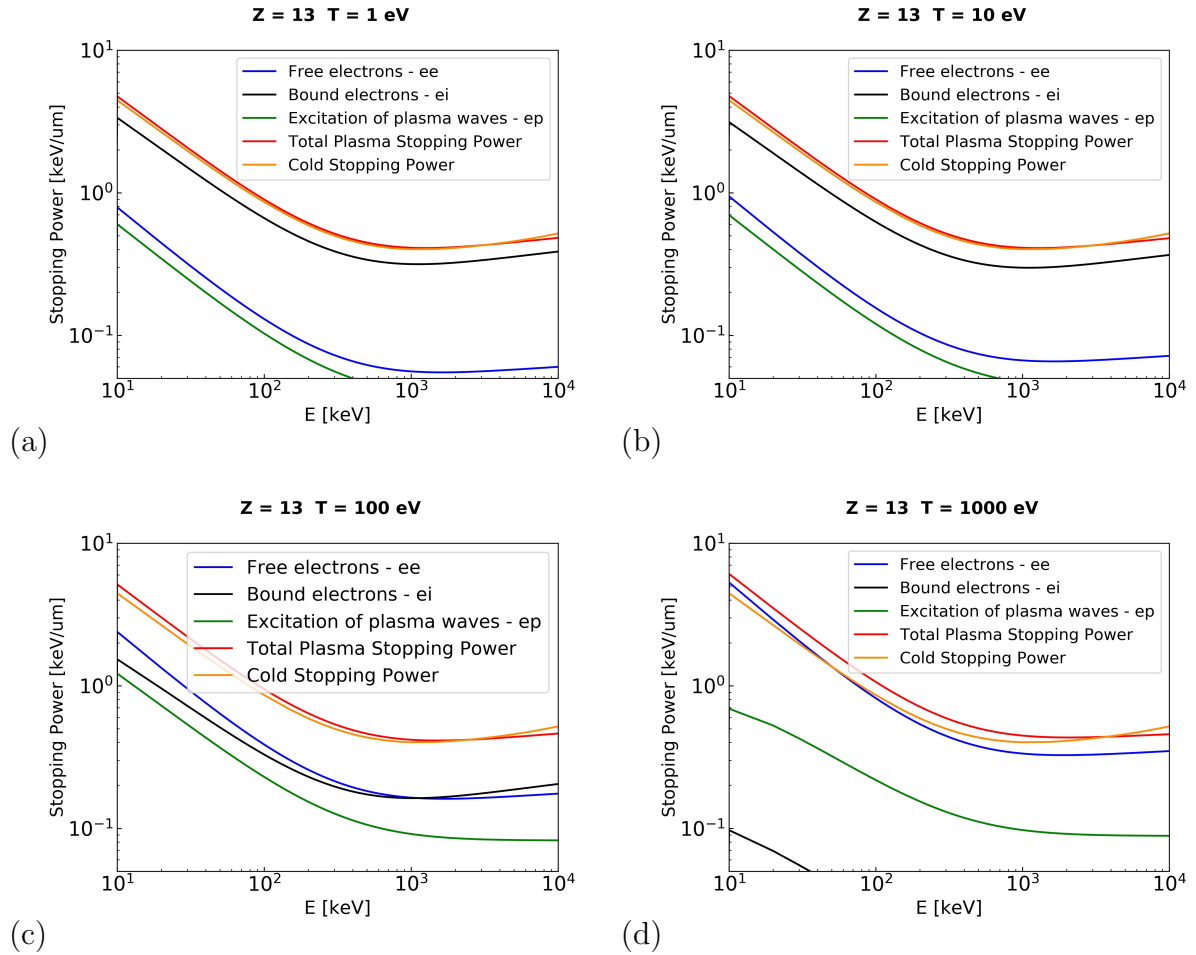 Z = 13 T = 1 eV
Stopping Power [keV/um]
10^1
10^0
10^-1
Free electrons - ee
Bound electrons - ei
Excitation of plasma waves - ep
Total Plasma Stopping Power
Cold Stopping Power
10^1 10^2 10^3 10^4
E [keV]
(a)
Z = 13 T = 10 eV
Stopping Power [keV/um]
10^1
10^0
10^-1
Free electrons - ee
Bound electrons - ei
Excitation of plasma waves - ep
Total Plasma Stopping Power
Cold Stopping Power
10^1 10^2 10^3 10^4
E [keV]
(b)
Z = 13 T = 100 eV
Stopping Power [keV/um]
10^1
10^0
10^-1
Free electrons - ee
Bound electrons - ei
Excitation of plasma waves - ep
Total Plasma Stopping Power
Cold Stopping Power
10^1 10^2 10^3 10^4
E [keV]
(c)
Z = 13 T = 1000 eV
Stopping Power [keV/um]
10^1
10^0
10^-1
Free electrons - ee
Bound electrons - ei
Excitation of plasma waves - ep
Total Plasma Stopping Power
Cold Stopping Power
10^1 10^2 10^3 10^4
E [keV]
(d)